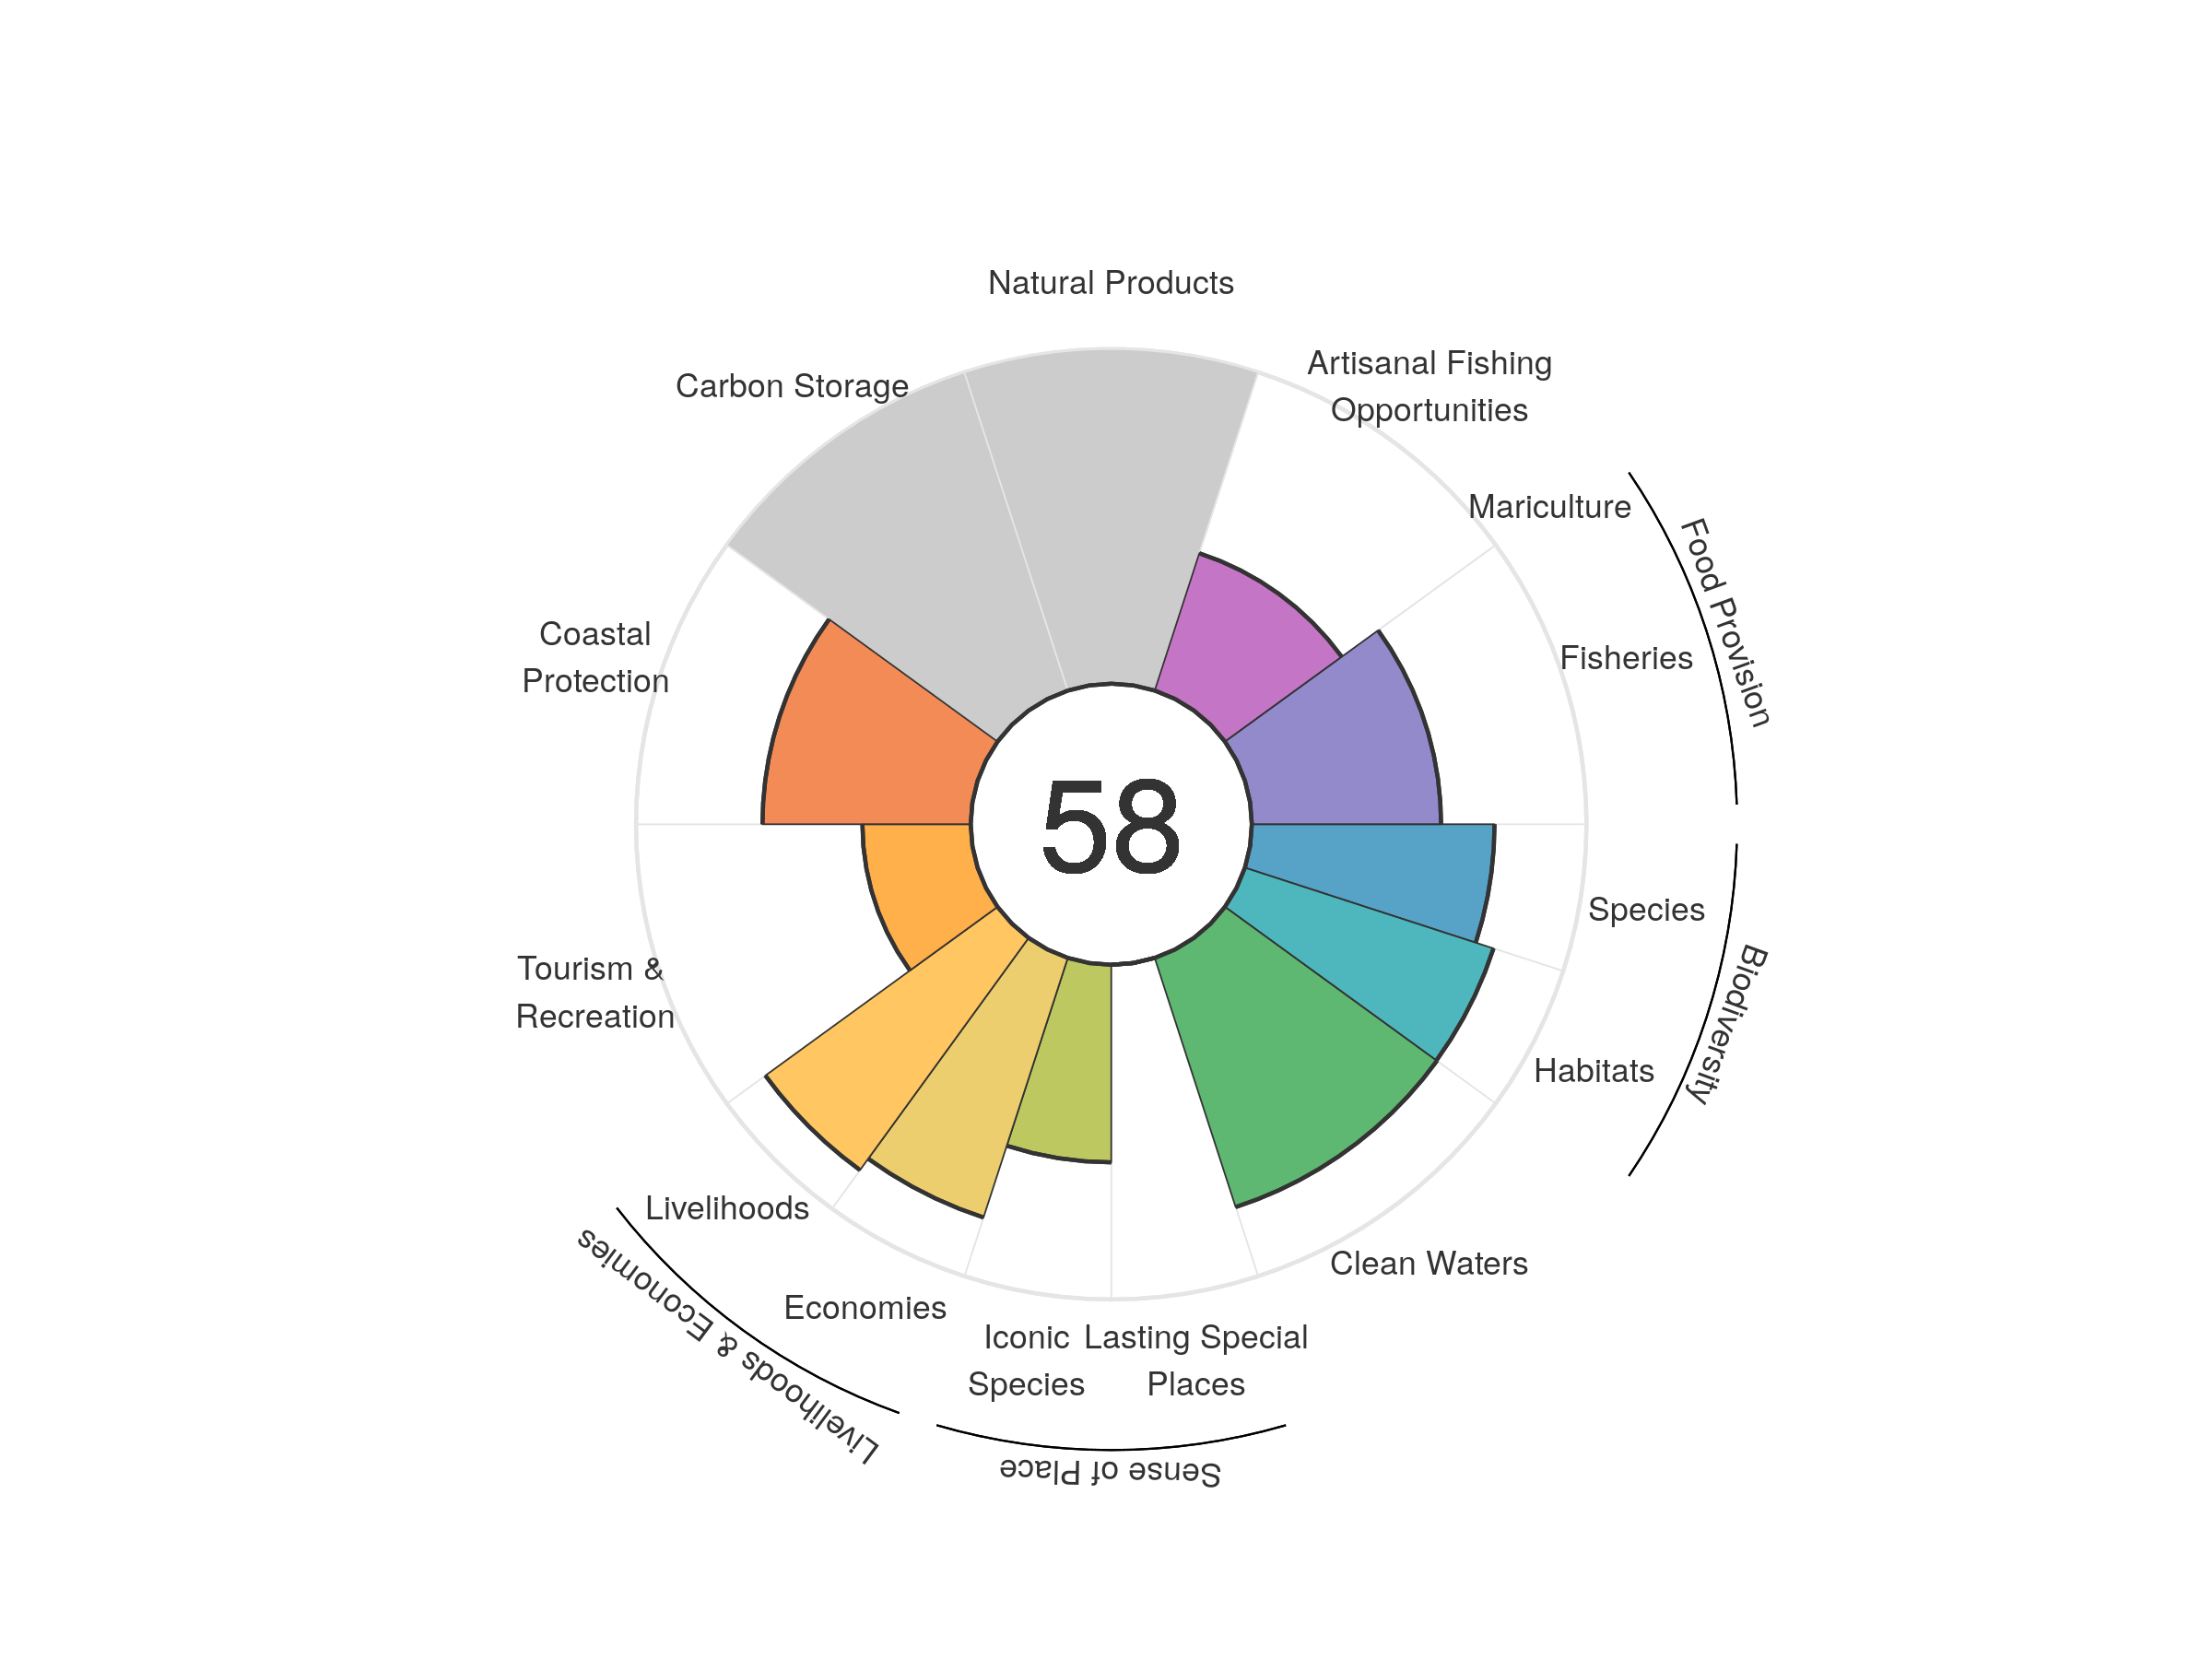 Natural Products
Artisanal Fishing
Opportunities
Carbon Storage
Mariculture
Food Provision
Coastal
Protection
Fisheries
58
Species
Biodiversity
Tourism &
Recreation
Habitats
Livelihoods
Clean Waters
Livelihoods & Economies
Economies
Iconic
Species
Lasting Special
Places
Sense of Place